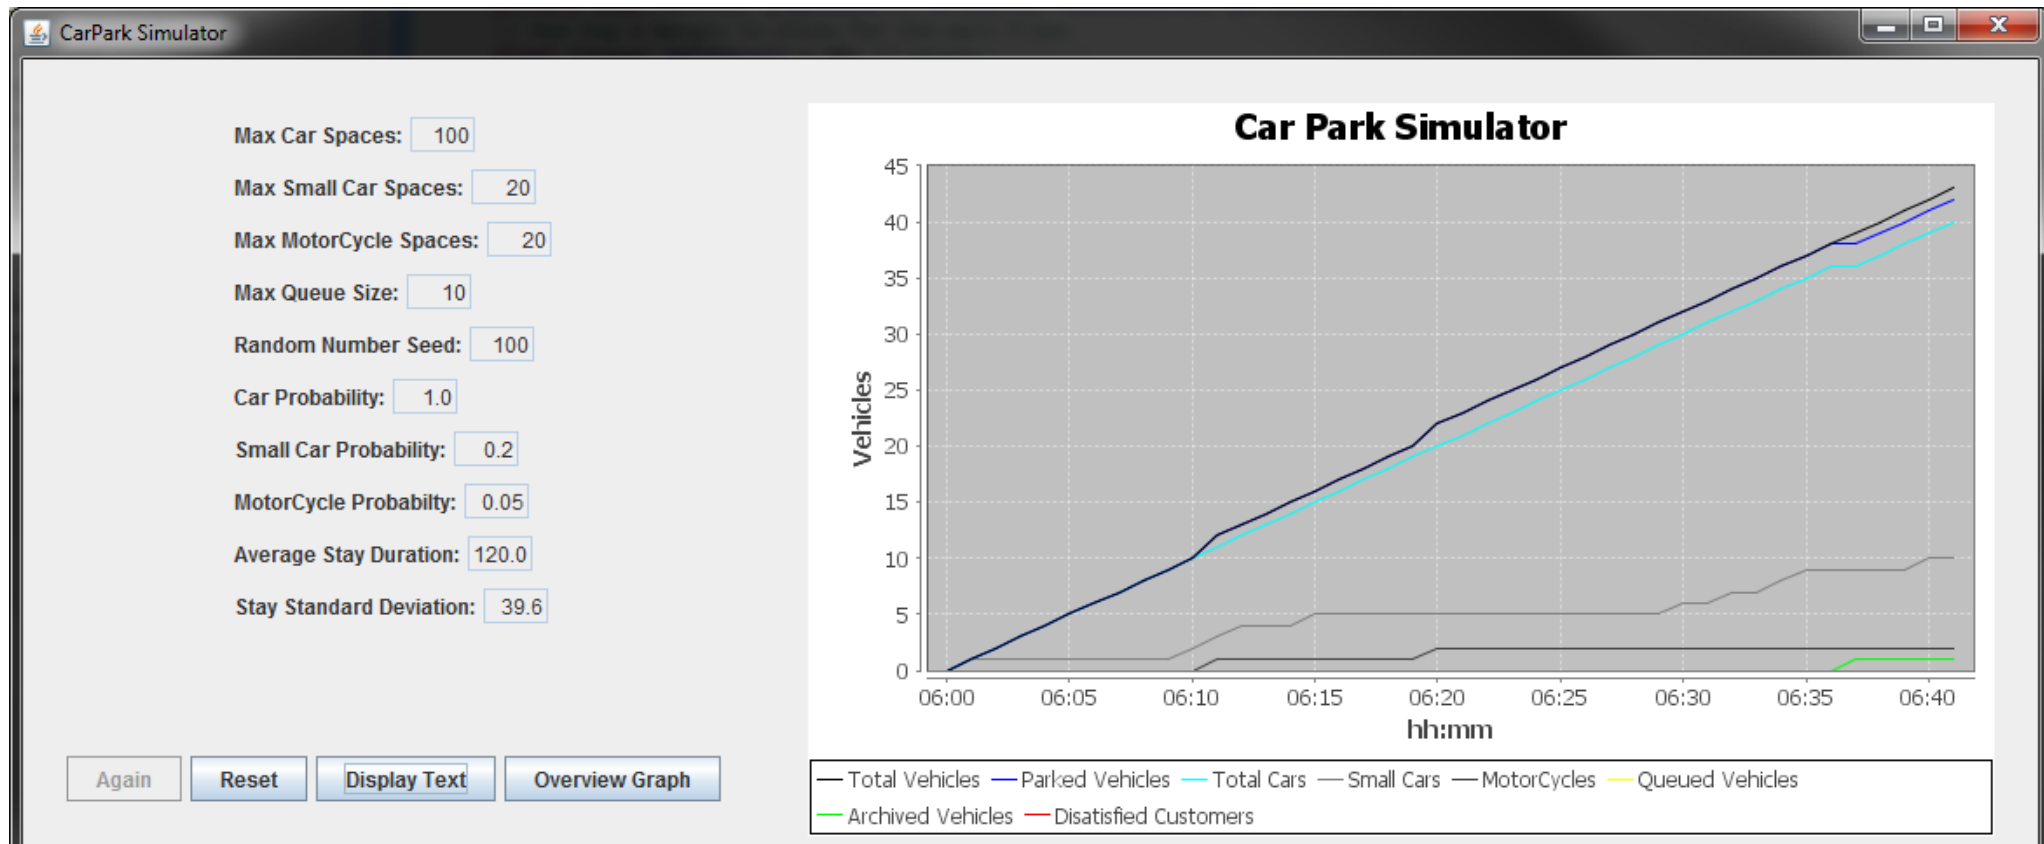 CarPark Simulator
Max Car Spaces: 100
Max Small Car Spaces: 20
Max MotorCycle Spaces: 20
Max Queue Size: 10
Random Number Seed: 100
Car Probability: 1.0
Small Car Probability: 0.2
MotorCycle Probabilty: 0.05
Average Stay Duration: 120.0
Stay Standard Deviation: 39.6
Again Reset Display Text Overview Graph
Car Park Simulator
Vehicles
45
40
35
30
25
20
15
10
5
0
06:00 06:05 06:10 06:15 06:20 06:25 06:30 06:35 06:40
hh:mm
Total Vehicles Parked Vehicles Total Cars Small Cars MotorCycles Queued Vehicles
Archived Vehicles Disatisfied Customers